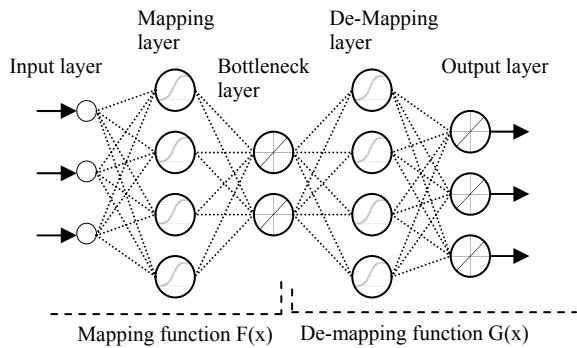 Mapping
layer
De-Mapping
layer
Input layer
Bottleneck
layer
Output layer
Mapping function F(x)
De-mapping function G(x)